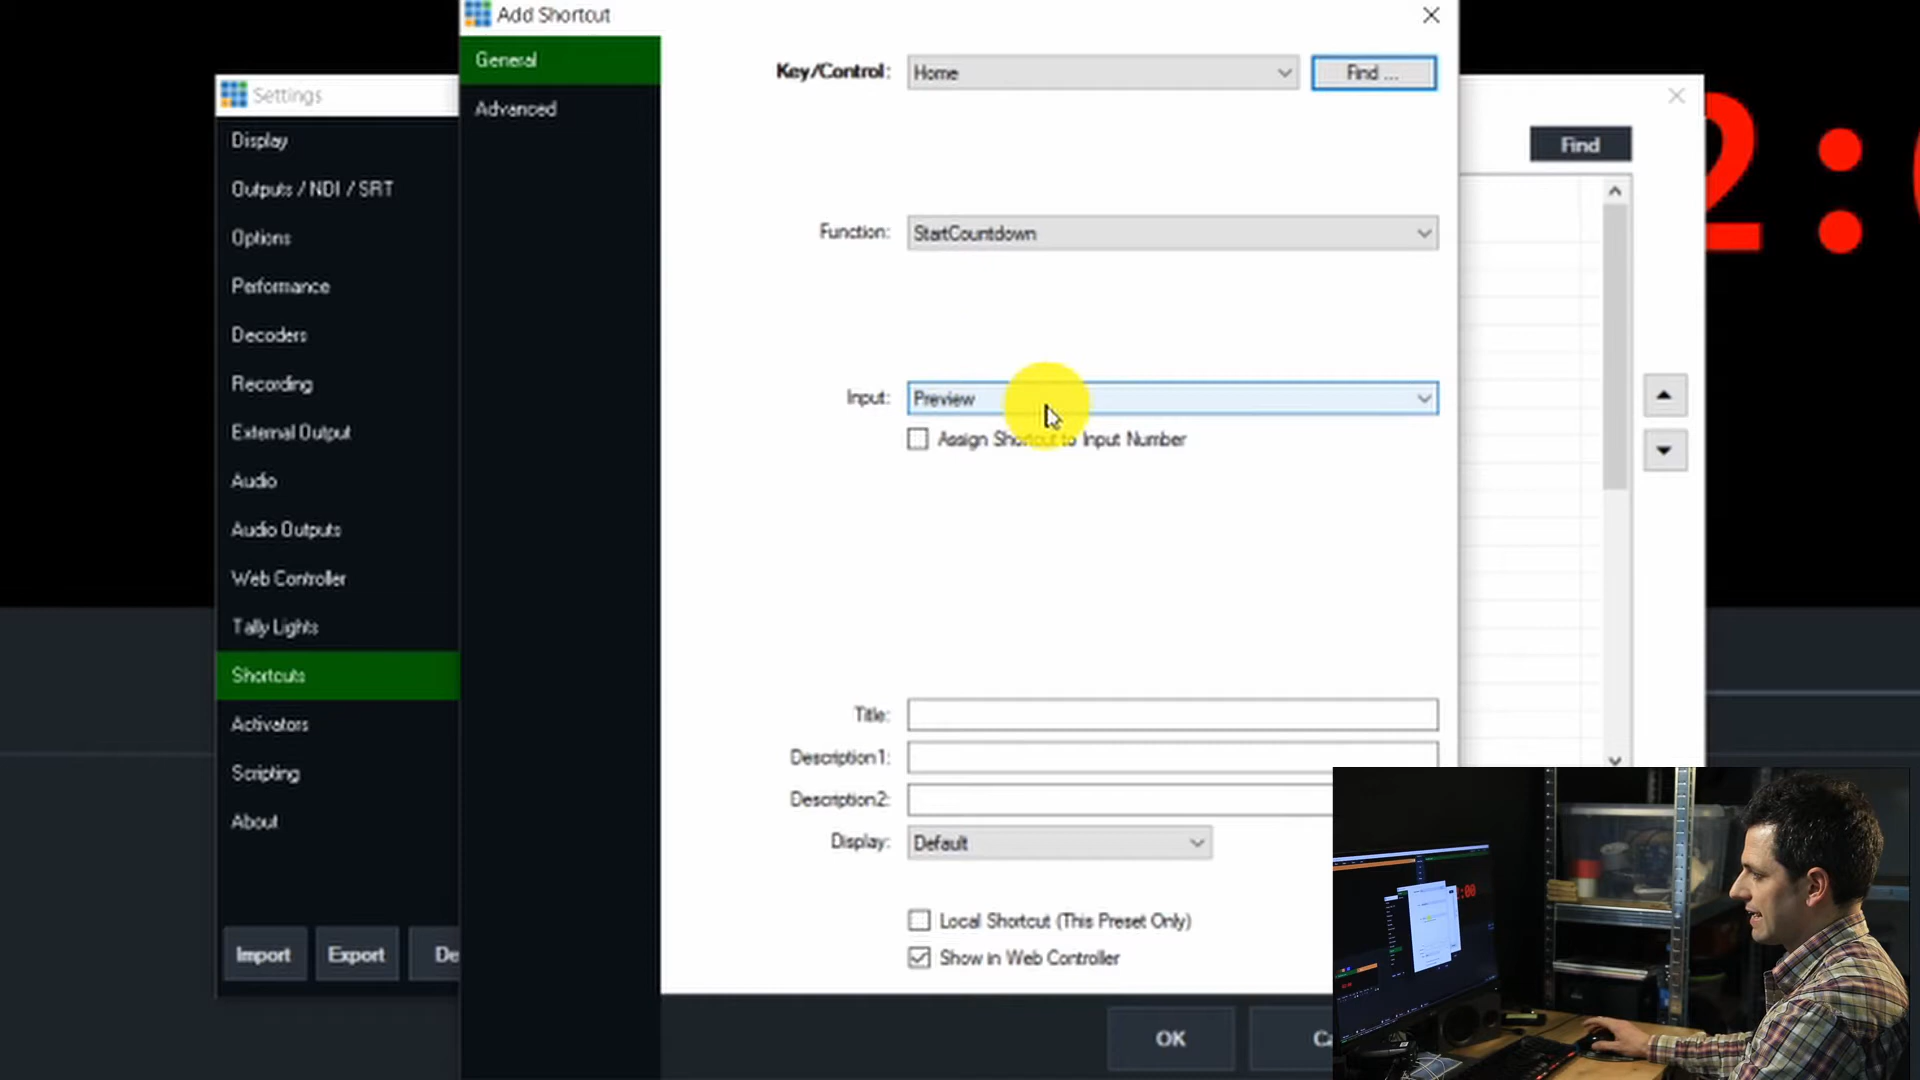 Add Shortcut
General
Advanced
Key/Control:
Home
Find ...
Function:
StartCountdown
Input:
Preview
Assign Shortcut to Input Number
Title:
Description1:
Description2:
Display:
Default
Local Shortcut (This Preset Only)
Show in Web Controller
OK
Settings
Display
Outputs / NDI / SRT
Options
Performance
Decoders
Recording
External Output
Audio
Audio Outputs
Web Controller
Tally Lights
Shortcuts
Activators
Scripting
About
Import
Export
De
Find
2: